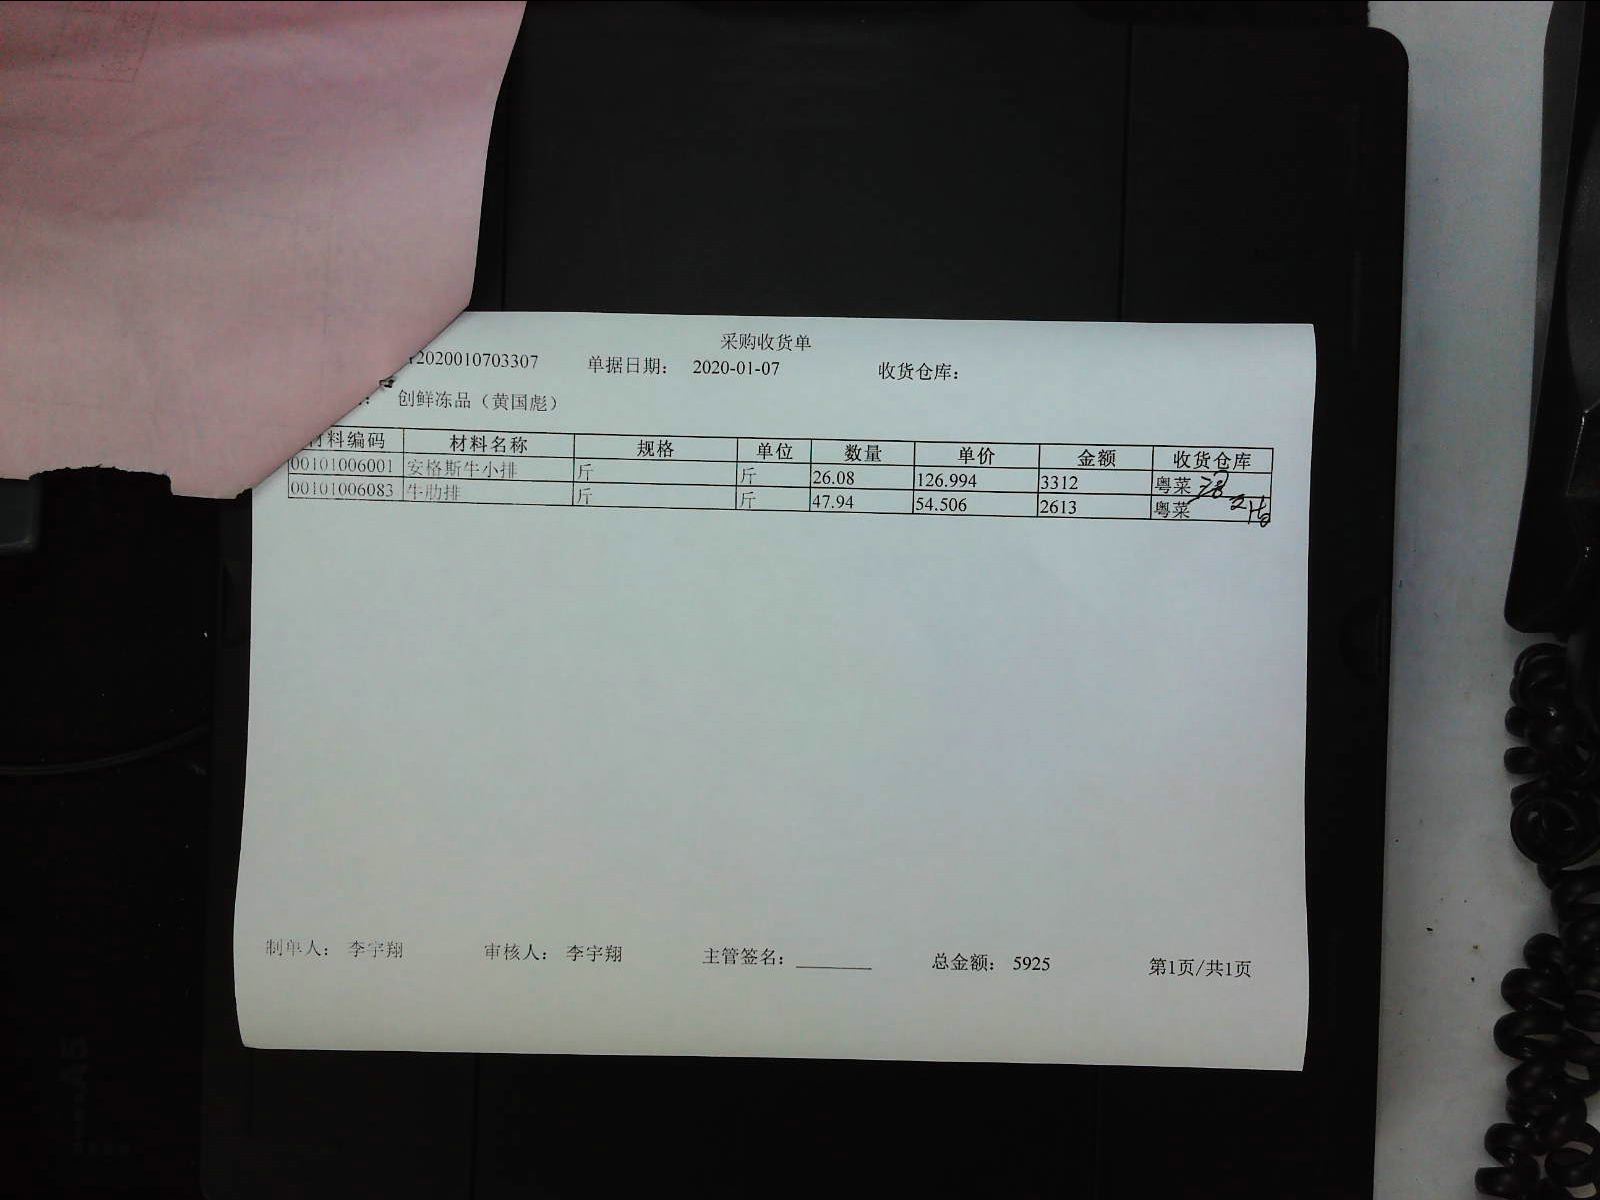 采购收货单
2020010703307 单据日期： 2020-01-07 收货仓库：
： 创鲜冻品（黄国彪）
材料编码 材料名称 规格 单位 数量 单价 金额 收货仓库
00101006001 安格斯牛小排 斤 斤 26.08 126.994 3312 粤菜
00101006083 牛肋排 斤 斤 47.94 54.506 2613 粤菜
制单人： 李宇翔 审核人： 李宇翔 主管签名： 总金额： 5925 第1页/共1页